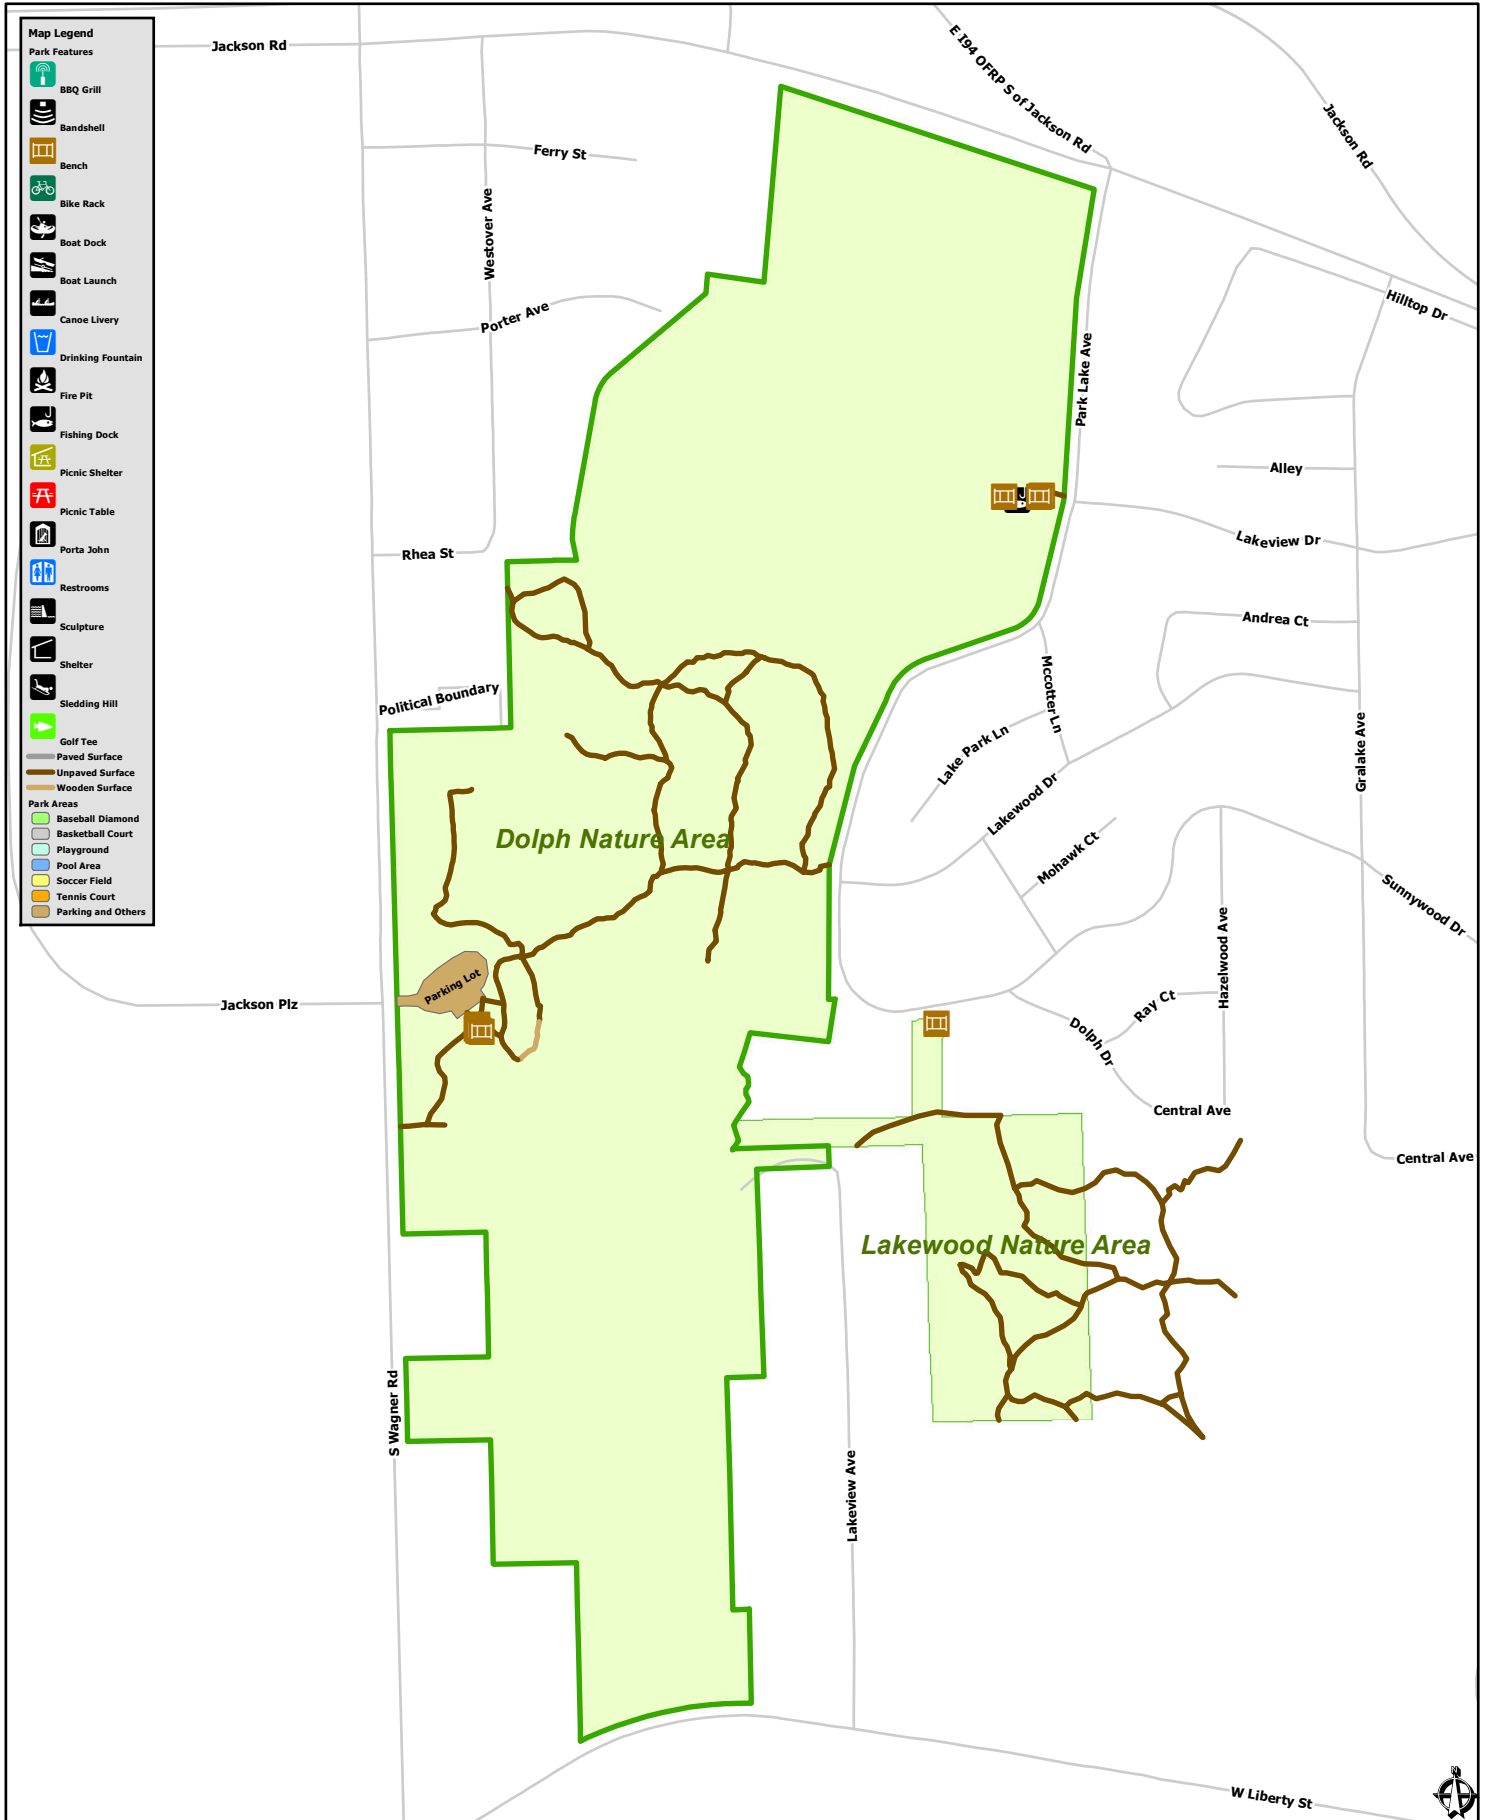 Map Legend
Park Features
BBQ Grill
Bandshell
Bench
Bike Rack
Boat Dock
Boat Launch
Canoe Livery
Drinking Fountain
Fire Pit
Fishing Dock
Picnic Shelter
Picnic Table
Porta John
Restrooms
Sculpture
Shelter
Sledding Hill
Golf Tee
Paved Surface
Unpaved Surface
Wooden Surface
Park Areas
Baseball Diamond
Basketball Court
Playground
Pool Area
Soccer Field
Tennis Court
Parking and Others
Jackson Rd
E I94 OFRP S of Jackson Rd
Jackson Rd
Ferry St
Westover Ave
Porter Ave
Hilltop Dr
Park Lake Ave
Alley
Lakeview Dr
Rhea St
Andrea Ct
Political Boundary
Mccotter Ln
Lake Park Ln
Gralake Ave
Lakewood Dr
Dolph Nature Area
Mohawk Ct
Sunnywood Dr
Hazelwood Ave
Parking Lot
Jackson Plz
Ray Ct
Dolph Dr
Central Ave
Central Ave
Lakewood Nature Area
S Wagner Rd
Lakeview Ave
W Liberty St
N